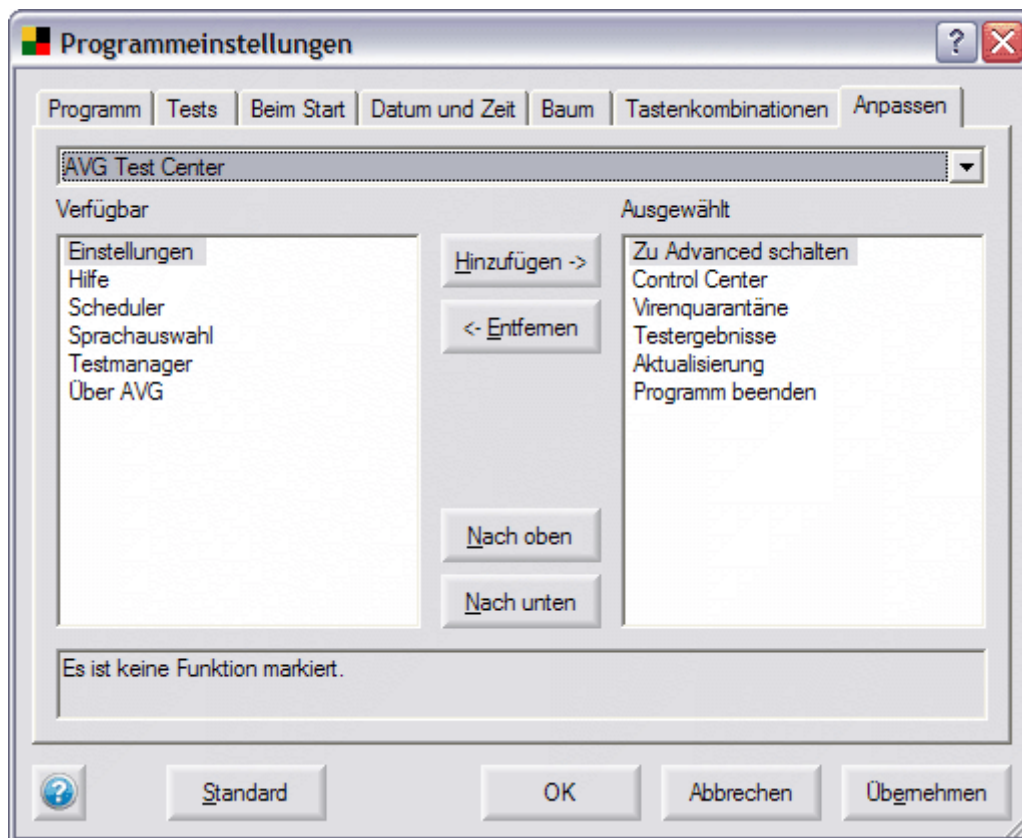 Programmeinstellungen
Programm
Tests
Beim Start
Datum und Zeit
Baum
Tastenkombinationen
Anpassen
AVG Test Center
Verfügbar
Ausgewählt
Einstellungen
Hilfe
Scheduler
Sprachauswahl
Testmanager
Über AVG
Hinzufügen ->
<- Entfernen
Nach oben
Nach unten
Zu Advanced schalten
Control Center
Virenquarantäne
Testergebnisse
Aktualisierung
Programm beenden
Es ist keine Funktion markiert.
Standard
OK
Abbrechen
Übernehmen